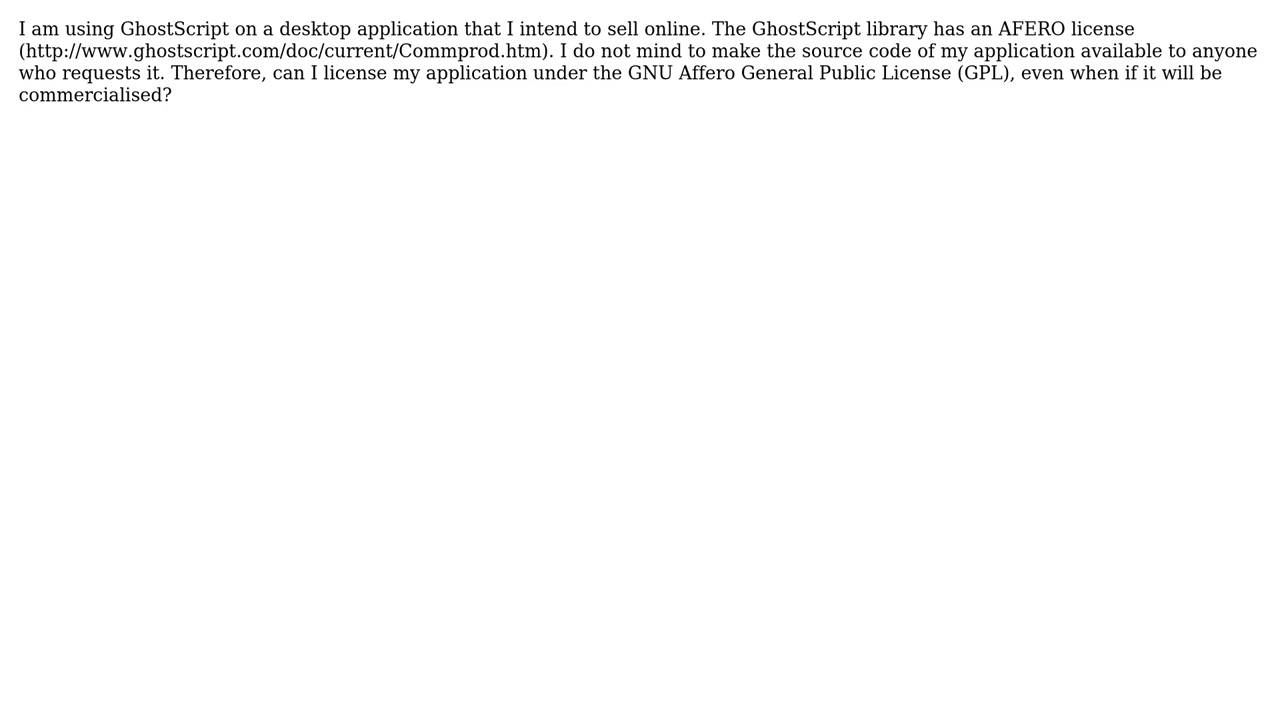 I am using GhostScript on a desktop application that I intend to sell online. The GhostScript library has an AFERO license
(http://www.ghostscript.com/doc/current/Commprod.htm). I do not mind to make the source code of my application available to anyone
who requests it. Therefore, can I license my application under the GNU Affero General Public License (GPL), even when if it will be
commercialised?